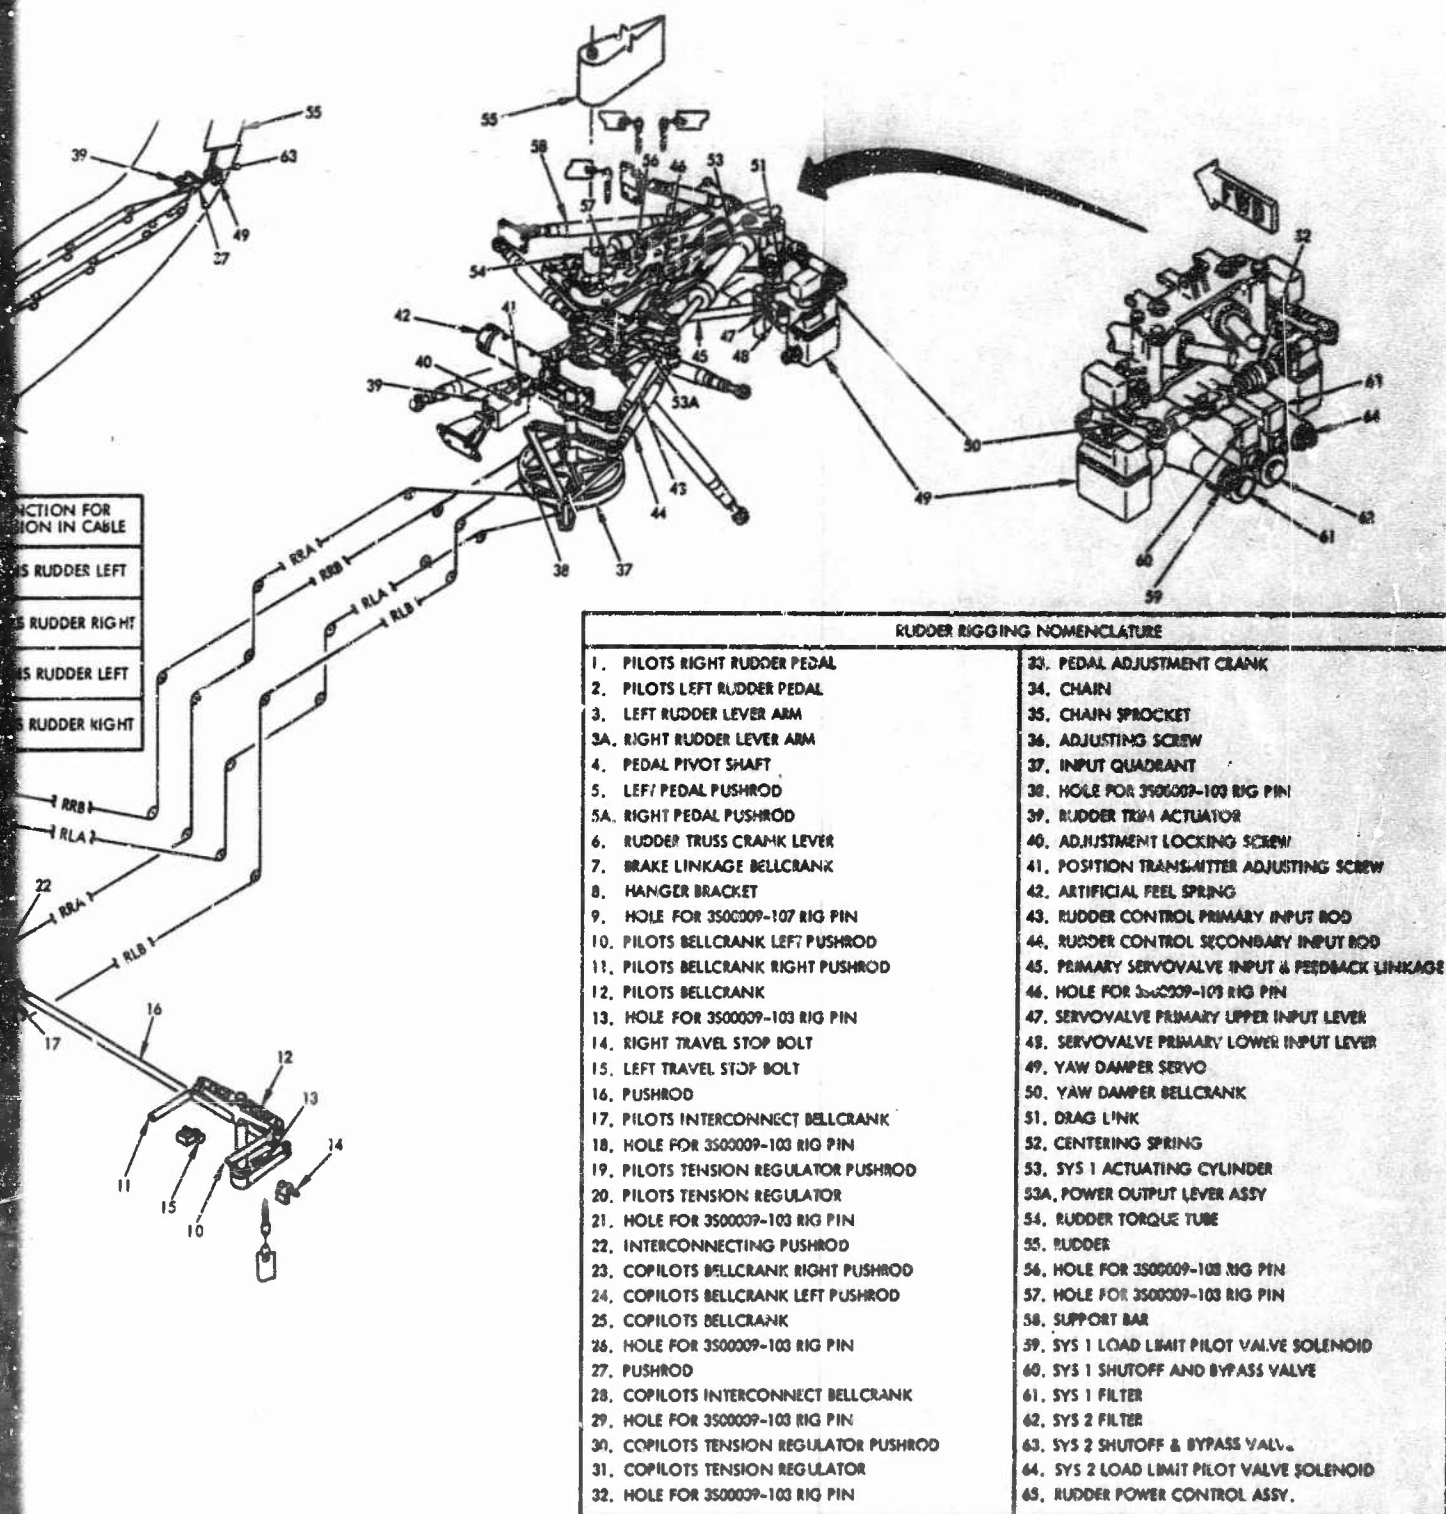 55
39
63
49
37
55
58
56
46
53
51
57
54
42
41
40
39
47
48
45
53A
43
44
38
37
FWD
52
63
64
50
49
62
61
60
59
NCTION FOR
ION IN CABLE
RUDDER LEFT
RUDDER RIGHT
RUDDER LEFT
RUDDER RIGHT
RRA
RRB
RLA
RLB
RRB
RLA
22
RRA
RLB
17
16
12
13
14
11
15
10
RUDDER RIGGING NOMENCLATURE
1. PILOTS RIGHT RUDDER PEDAL
2. PILOTS LEFT RUDDER PEDAL
3. LEFT RUDDER LEVER ARM
3A. RIGHT RUDDER LEVER ARM
4. PEDAL PIVOT SHAFT
5. LEFT PEDAL PUSHROD
5A. RIGHT PEDAL PUSHROD
6. RUDDER TRUSS CRANK LEVER
7. BRAKE LINKAGE BELLCRANK
8. HANGER BRACKET
9. HOLE FOR 3S00009-107 RIG PIN
10. PILOTS BELLCRANK LEFT PUSHROD
11. PILOTS BELLCRANK RIGHT PUSHROD
12. PILOTS BELLCRANK
13. HOLE FOR 3S00009-103 RIG PIN
14. RIGHT TRAVEL STOP BOLT
15. LEFT TRAVEL STOP BOLT
16. PUSHROD
17. PILOTS INTERCONNECT BELLCRANK
18. HOLE FOR 3S00009-103 RIG PIN
19. PILOTS TENSION REGULATOR PUSHROD
20. PILOTS TENSION REGULATOR
21. HOLE FOR 3S00009-103 RIG PIN
22. INTERCONNECTING PUSHROD
23. COPILOTS BELLCRANK RIGHT PUSHROD
24. COPILOTS BELLCRANK LEFT PUSHROD
25. COPILOTS BELLCRANK
26. HOLE FOR 3S00009-103 RIG PIN
27. PUSHROD
28. COPILOTS INTERCONNECT BELLCRANK
29. HOLE FOR 3S00009-103 RIG PIN
30. COPILOTS TENSION REGULATOR PUSHROD
31. COPILOTS TENSION REGULATOR
32. HOLE FOR 3S00009-103 RIG PIN
33. PEDAL ADJUSTMENT CRANK
34. CHAIN
35. CHAIN SPROCKET
36. ADJUSTING SCREW
37. INPUT QUADRANT
38. HOLE FOR 3S00009-103 RIG PIN
39. RUDDER TRIM ACTUATOR
40. ADJUSTMENT LOCKING SCREW
41. POSITION TRANSMITTER ADJUSTING SCREW
42. ARTIFICIAL FEEL SPRING
43. RUDDER CONTROL PRIMARY INPUT ROD
44. RUDDER CONTROL SECONDARY INPUT ROD
45. PRIMARY SERVOVALVE INPUT & FEEDBACK LINKAGE
46. HOLE FOR 3S00009-103 RIG PIN
47. SERVOVALVE PRIMARY UPPER INPUT LEVER
48. SERVOVALVE PRIMARY LOWER INPUT LEVER
49. YAW DAMPER SERVO
50. YAW DAMPER BELLCRANK
51. DRAG LINK
52. CENTERING SPRING
53. SYS 1 ACTUATING CYLINDER
53A. POWER OUTPUT LEVER ASSY
54. RUDDER TORQUE TUBE
55. RUDDER
56. HOLE FOR 3S00009-103 RIG PIN
57. HOLE FOR 3S00009-103 RIG PIN
58. SUPPORT BAR
59. SYS 1 LOAD LIMIT PILOT VALVE SOLENOID
60. SYS 1 SHUTOFF AND BYPASS VALVE
61. SYS 1 FILTER
62. SYS 2 FILTER
63. SYS 2 SHUTOFF & BYPASS VALVE
64. SYS 2 LOAD LIMIT PILOT VALVE SOLENOID
65. RUDDER POWER CONTROL ASSY.